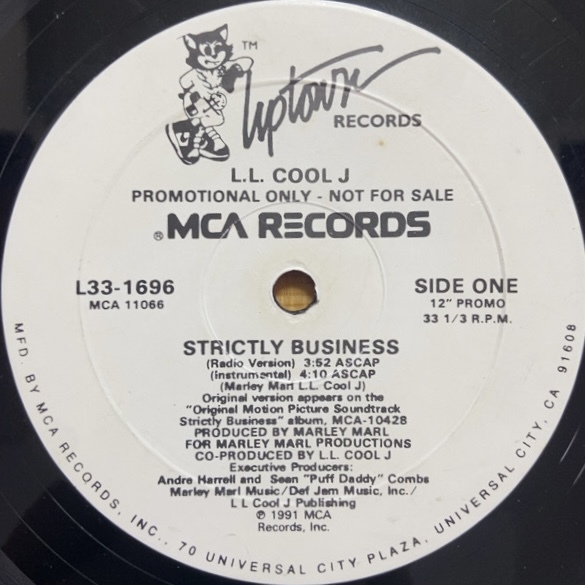 TM
Uptown
RECORDS
L.L. COOL J
PROMOTIONAL ONLY - NOT FOR SALE
® MCA RECORDS
L33-1696
MCA 11066
SIDE ONE
12" PROMO
33 1/3 R.P.M.
STRICTLY BUSINESS
(Radio Version) 3:52 ASCAP
(Instrumental) 4:10 ASCAP
(Marley Marl L.L. Cool J)
Original version appears on the
"Original Motion Picture Soundtrack
Strictly Business" album, MCA-10428
PRODUCED BY MARLEY MARL
FOR MARLEY MARL PRODUCTIONS
CO-PRODUCED BY L.L. COOL J
Executive Producers:
Andre Harrell and Sean "Puff Daddy" Combs
Marley Marl Music/Def Jam Music, Inc./
L L Cool J Publishing
℗ 1991 MCA
Records, Inc.
MFD. BY MCA RECORDS, INC., 70 UNIVERSAL CITY PLAZA, UNIVERSAL CITY, CA 91608